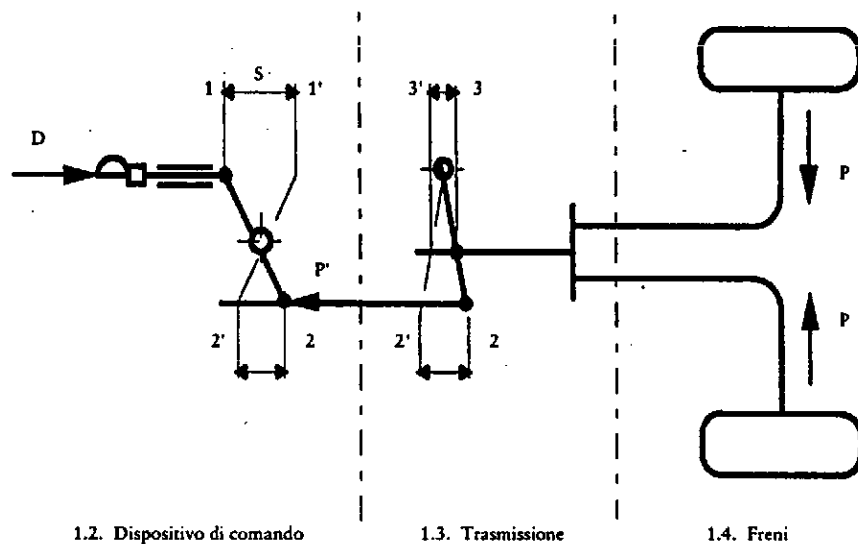 1 S 1'
3' 3
D
P
P'
P
2' 2
2' 2
1.2. Dispositivo di comando
1.3. Trasmissione
1.4. Freni